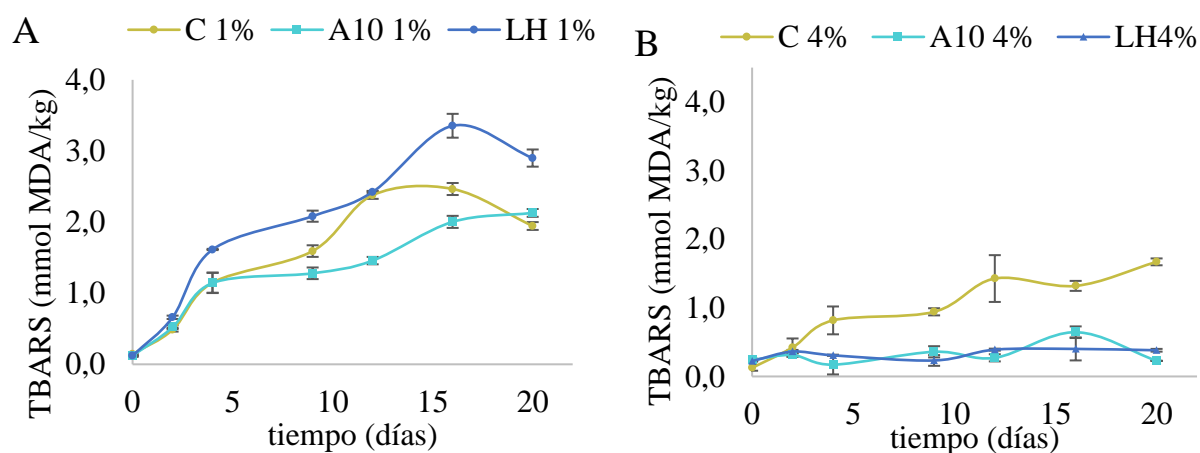 A
C 1% A10 1% LH 1%
TBARS (mmol MDA/kg)
4,0
3,0
2,0
1,0
0,0
0 5 10 15 20
tiempo (días)
B
C 4% A10 4% LH4%
TBARS (mmol MDA/kg)
4,0
3,0
2,0
1,0
0,0
0 5 10 15 20
tiempo (días)